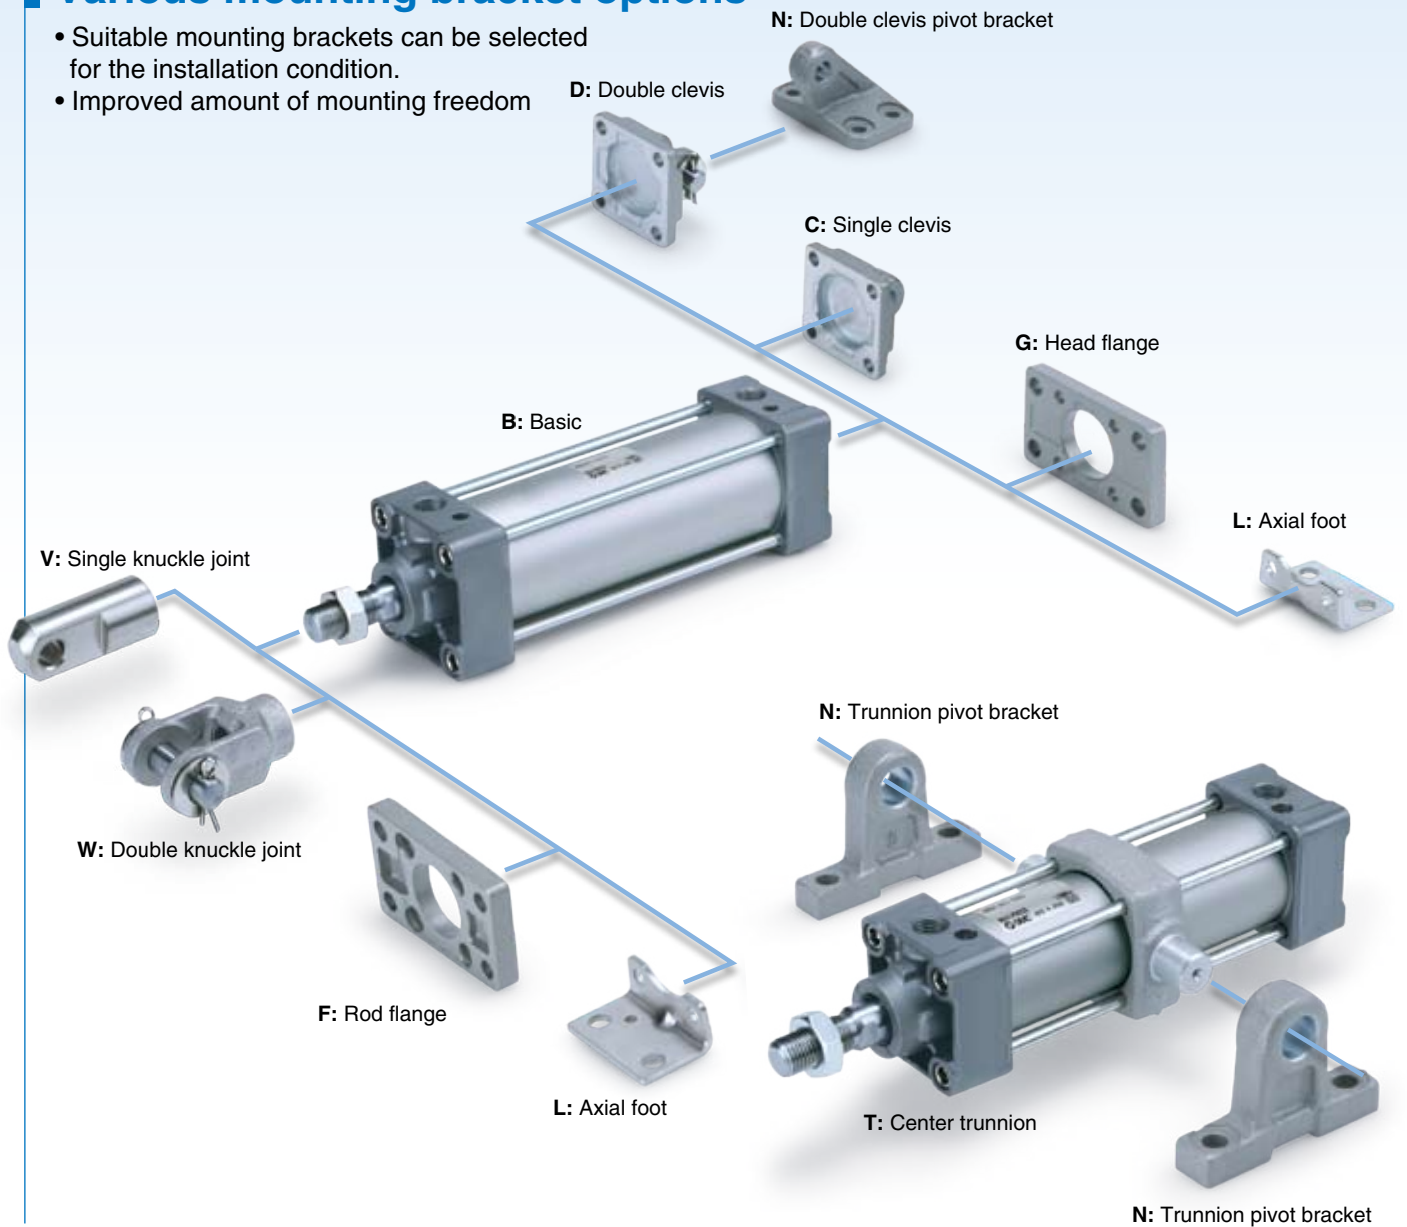 Various mounting bracket options
• Suitable mounting brackets can be selected
for the installation condition.
• Improved amount of mounting freedom
N: Double clevis pivot bracket
D: Double clevis
C: Single clevis
G: Head flange
B: Basic
L: Axial foot
V: Single knuckle joint
N: Trunnion pivot bracket
W: Double knuckle joint
F: Rod flange
L: Axial foot
T: Center trunnion
N: Trunnion pivot bracket